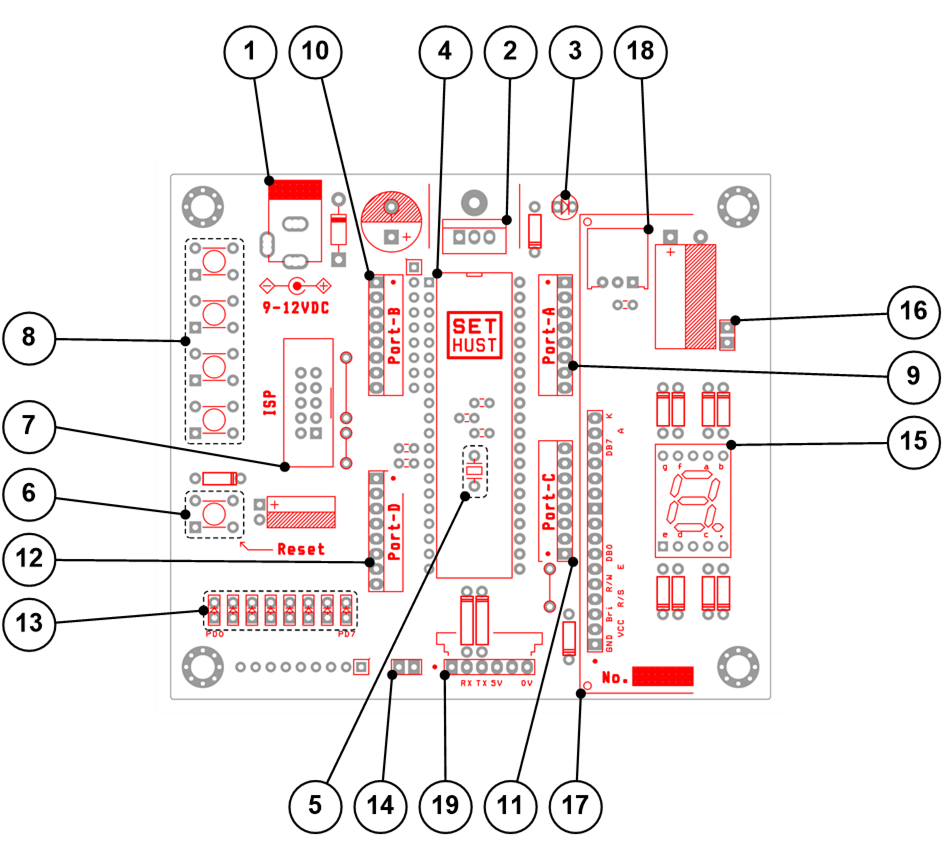 1
10
4
2
3
18
+
+
9-12VDC
- +
8
Port-B
SET
HUST
Port-A
16
ISP
9
7
K
A
DB7
15
g f a b
6
+
Port-D
Port-C
e d c .
12
Reset
DB0
E
R/W
R/S
13
PD0 PD7
Bri
VCC
GND
RX TX 5V 0V
No.
5
14
19
11
17